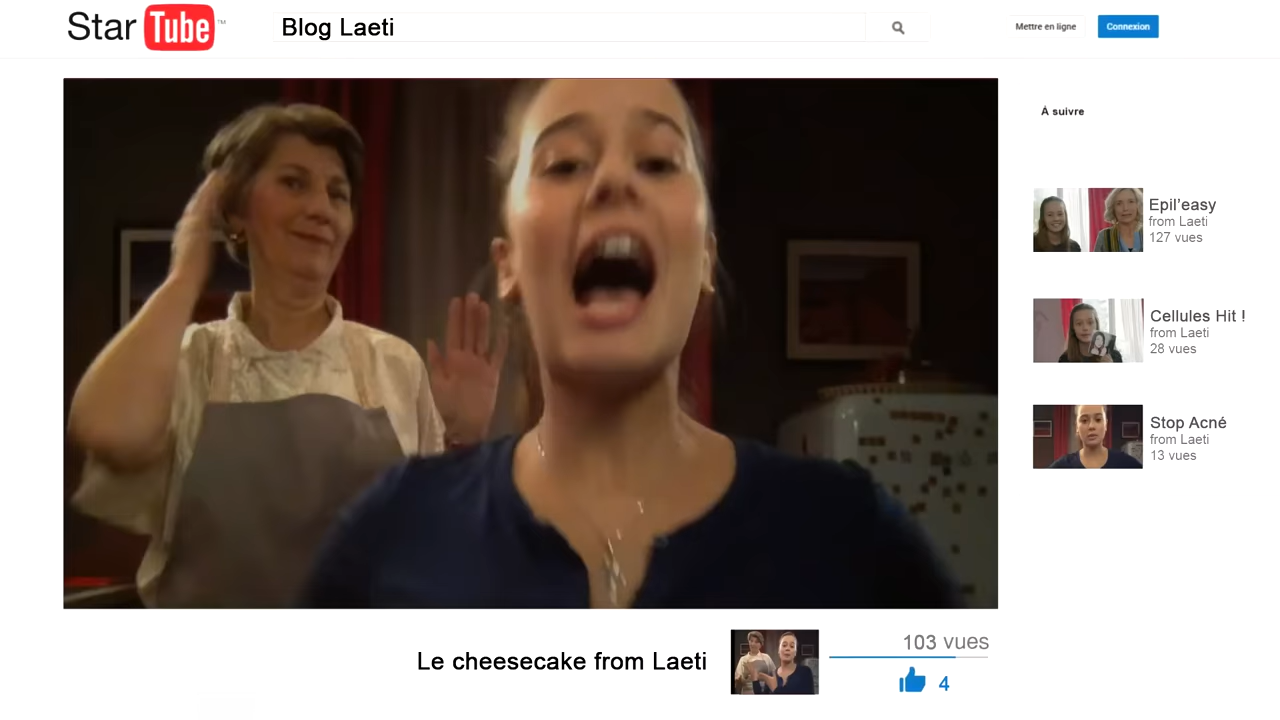 Star Tube™
Blog Laeti
Mettre en ligne
Connexion
À suivre
Epil'easy
from Laeti
127 vues
Cellules Hit !
from Laeti
28 vues
Stop Acné
from Laeti
13 vues
Le cheesecake from Laeti
103 vues
4